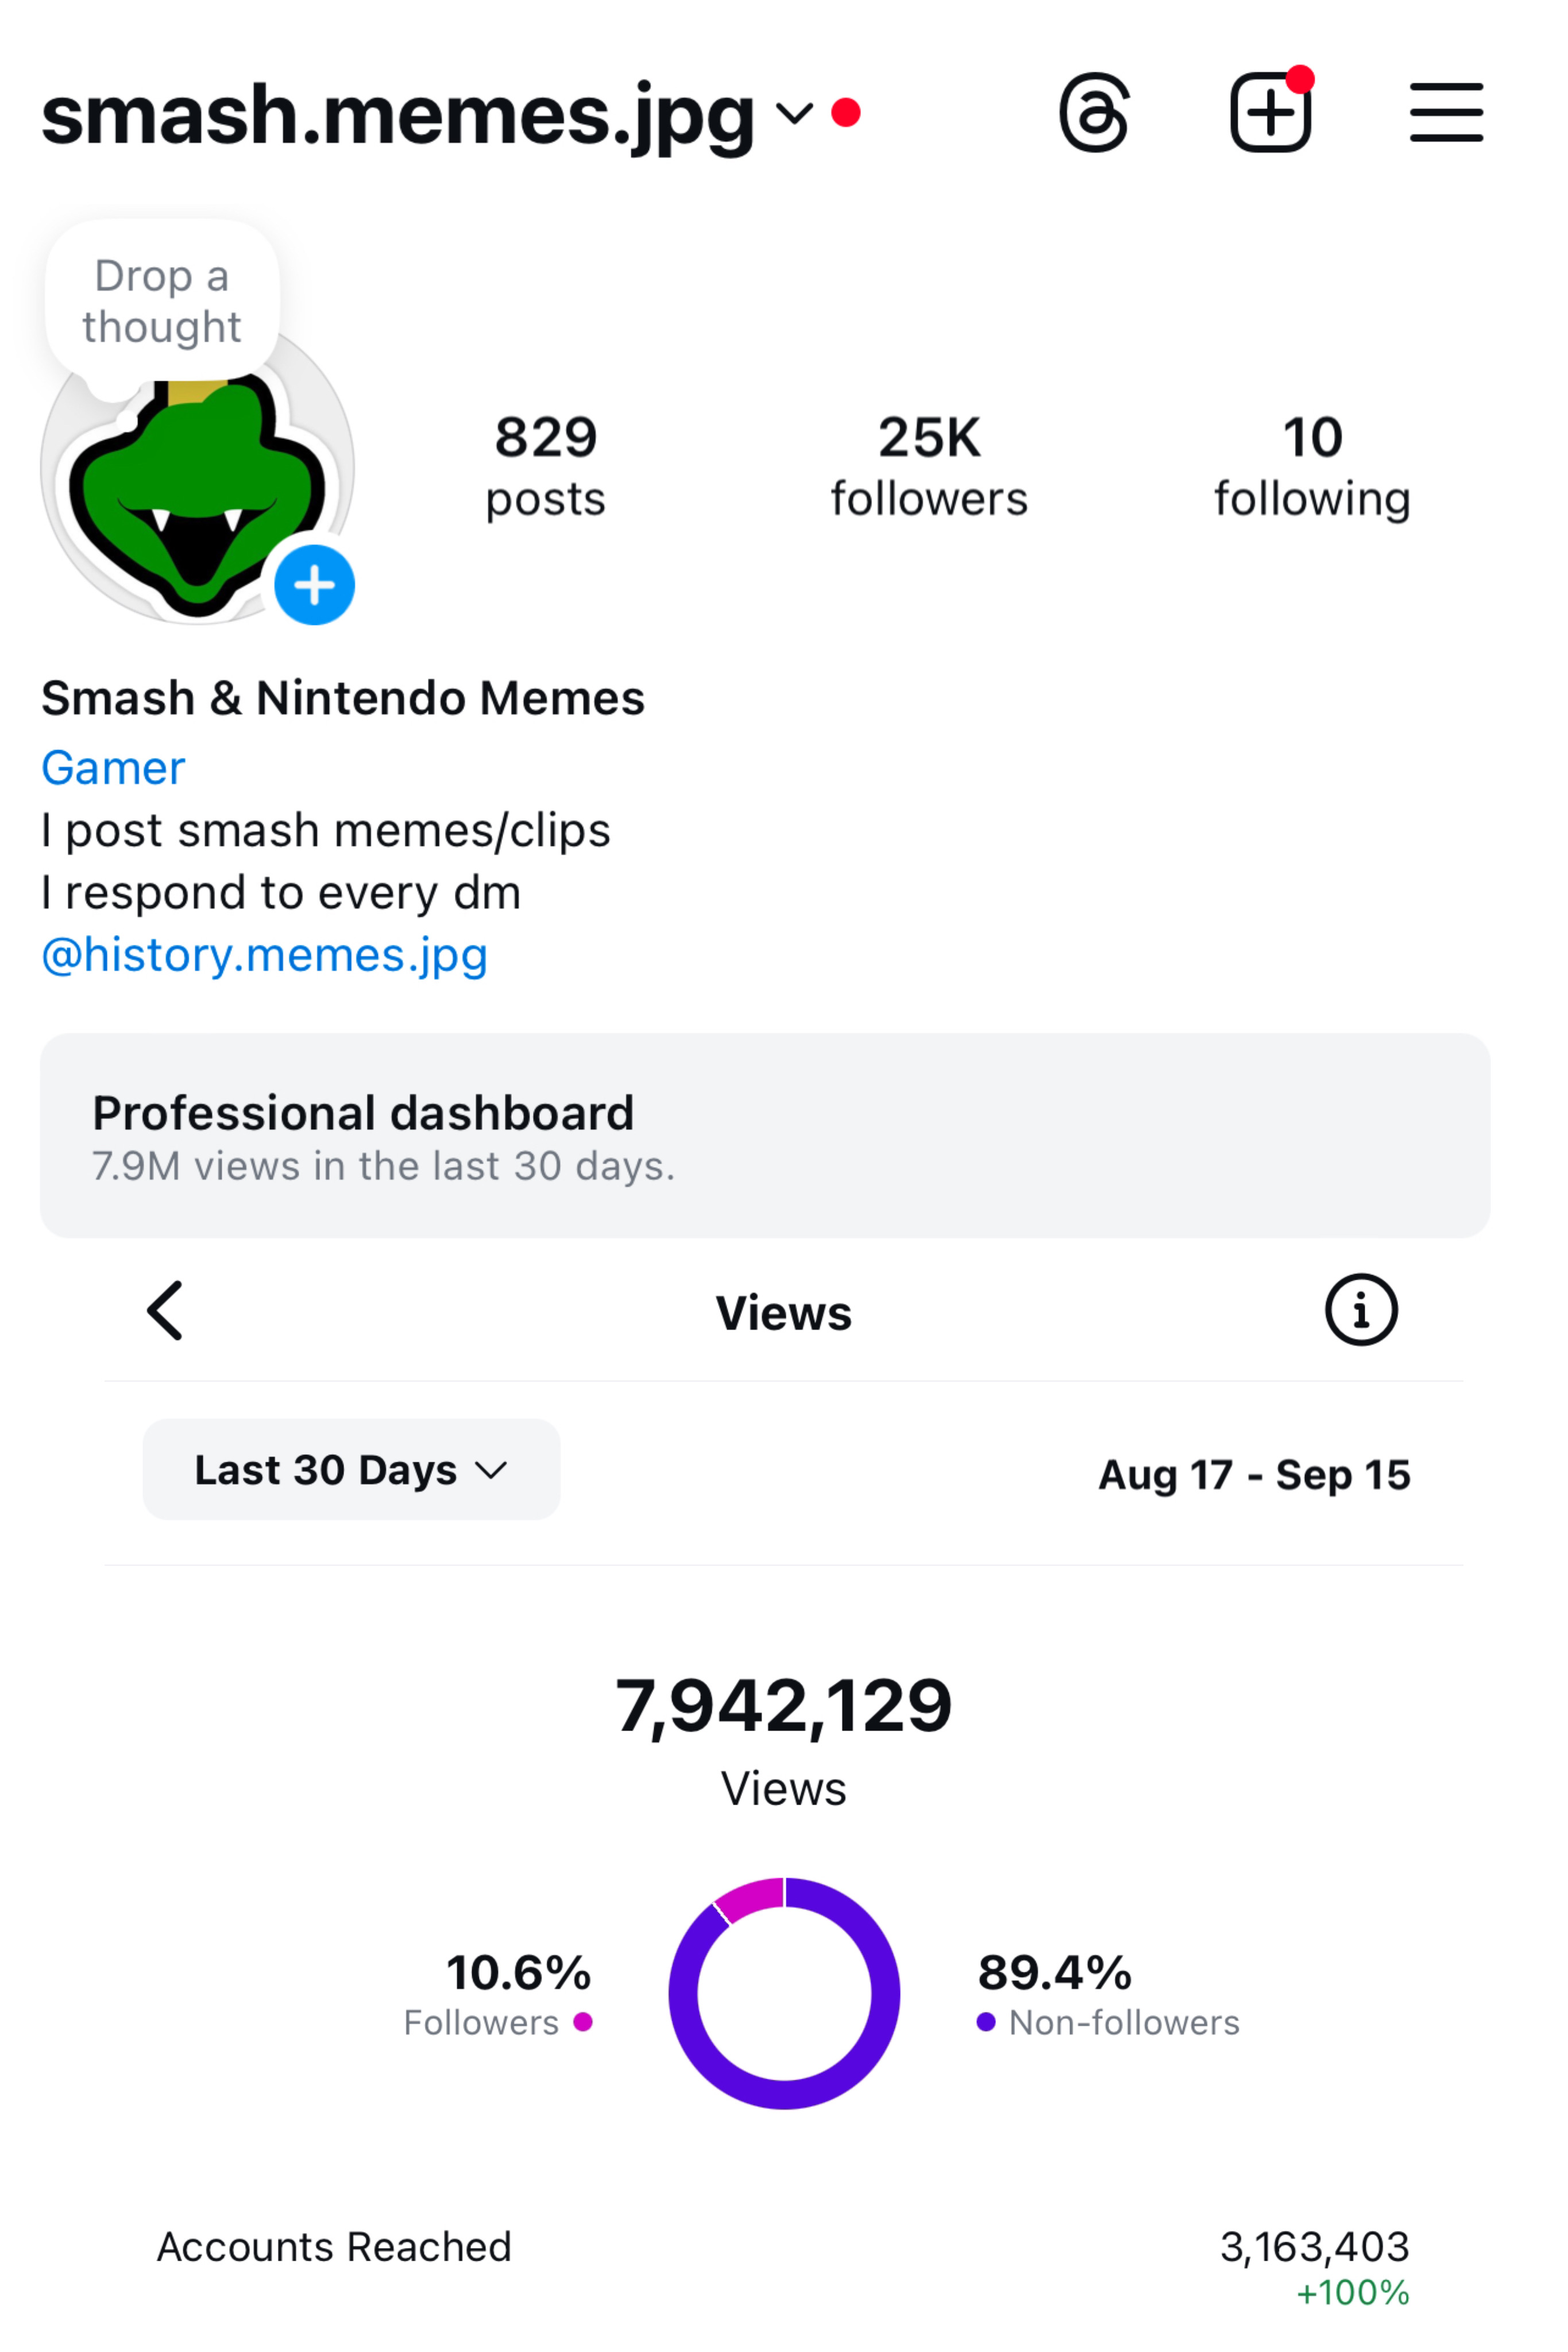 smash.memes.jpg
Drop a
thought
829
posts
25K
followers
10
following
Smash & Nintendo Memes
Gamer
I post smash memes/clips
I respond to every dm
@history.memes.jpg
Professional dashboard
7.9M views in the last 30 days.
Views
Last 30 Days
Aug 17 - Sep 15
7,942,129
Views
10.6%
Followers
89.4%
Non-followers
Accounts Reached
3,163,403
+100%